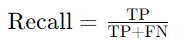 Recall = TP / TP+FN